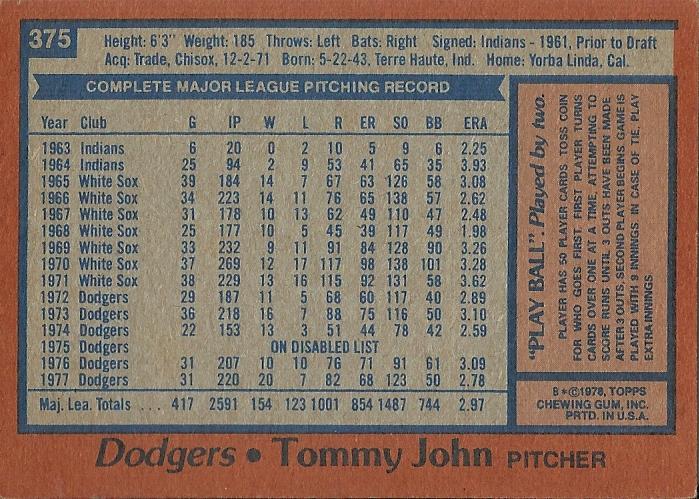 375
Height: 6'3" Weight: 185 Throws: Left Bats: Right Signed: Indians - 1961, Prior to Draft
Acq: Trade, Chisox, 12-2-71 Born: 5-22-43, Terre Haute, Ind. Home: Yorba Linda, Cal.
COMPLETE MAJOR LEAGUE PITCHING RECORD
Year Club G IP W L R ER SO BB ERA
1963 Indians 6 20 0 2 10 5 9 6 2.25
1964 Indians 25 94 2 9 53 41 65 35 3.93
1965 White Sox 39 184 14 7 67 63 126 58 3.08
1966 White Sox 34 223 14 11 76 65 138 57 2.62
1967 White Sox 31 178 10 13 62 49 110 47 2.48
1968 White Sox 25 177 10 5 45 39 117 49 1.98
1969 White Sox 33 232 9 11 91 84 128 90 3.26
1970 White Sox 37 269 12 17 117 98 138 101 3.28
1971 White Sox 38 229 13 16 115 92 131 58 3.62
1972 Dodgers 29 187 11 5 68 60 117 40 2.89
1973 Dodgers 36 218 16 7 88 75 116 50 3.10
1974 Dodgers 22 153 13 3 51 44 78 42 2.59
1975 Dodgers ON DISABLED LIST
1976 Dodgers 31 207 10 10 76 71 91 61 3.09
1977 Dodgers 31 220 20 7 82 68 123 50 2.78
Maj. Lea. Totals ... 417 2591 154 123 1001 854 1487 744 2.97
"PLAY BALL". Played by two.
PLAYER HAS 50 PLAYER CARDS TOSS COIN
FOR WHO GOES FIRST. FIRST PLAYER TURNS
CARDS OVER ONE AT A TIME, ATTEMPTING TO
SCORE RUNS UNTIL 3 OUTS HAVE BEEN MADE
AFTER 3 OUTS, SECOND PLAYER BEGINS GAME IS
PLAYED WITH 9 INNINGS IN CASE OF TIE, PLAY
EXTRA INNINGS
B*©1978, TOPPS
CHEWING GUM, INC.
PRTD. IN U.S.A.
Dodgers • Tommy John PITCHER